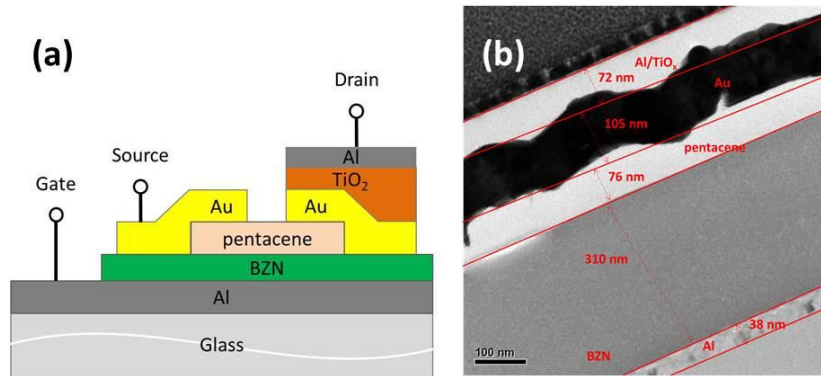 (a)
Drain
Source
Al
Gate
TiO₂
Au
Au
pentacene
BZN
Al
Glass
(b)
Al/TiOₓ
72 nm
Au
105 nm
pentacene
76 nm
310 nm
38 nm
Al
BZN
100 nm